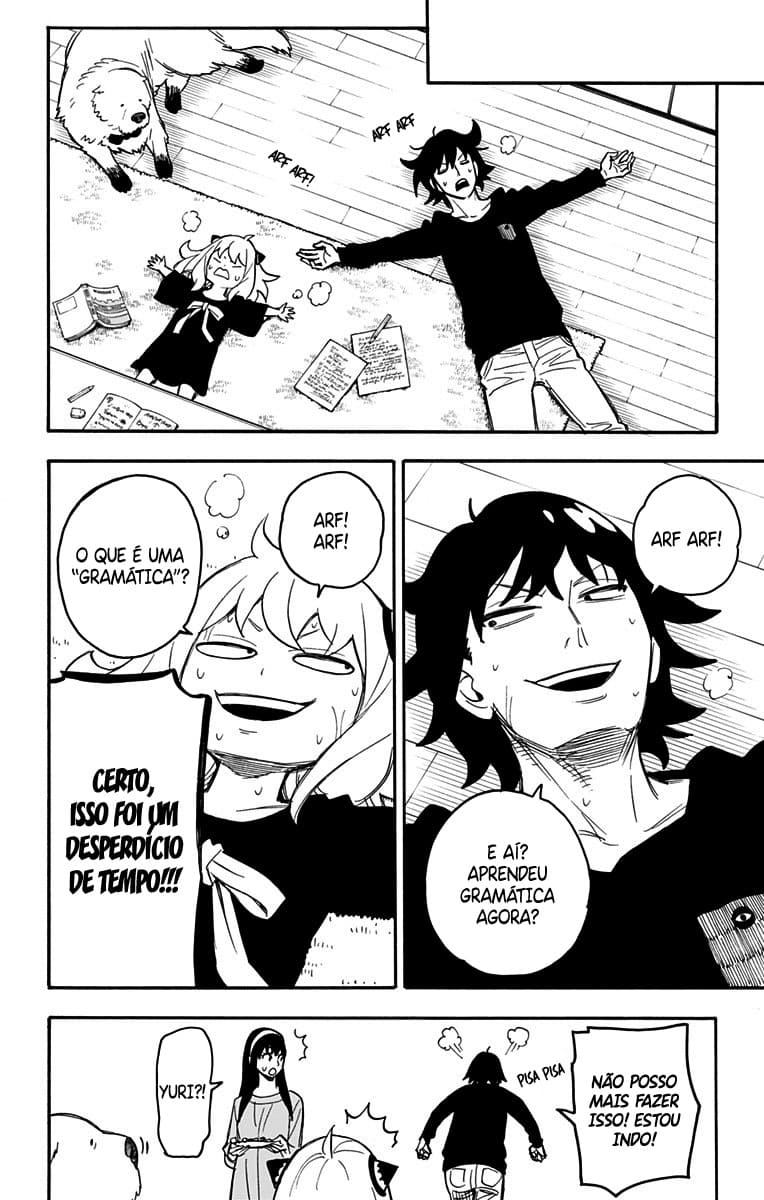 ARF ARF
ARF ARF!
ARF ARF!
E AÍ?
APRENDEU
GRAMÁTICA
AGORA?
ARF!
ARF!
O QUE É UMA
“GRAMÁTICA”?
CERTO,
ISSO FOI UM
DESPERDÍCIO
DE TEMPO!!!
NÃO POSSO
MAIS FAZER
ISSO! ESTOU
INDO!
PISA PISA
YURI?!